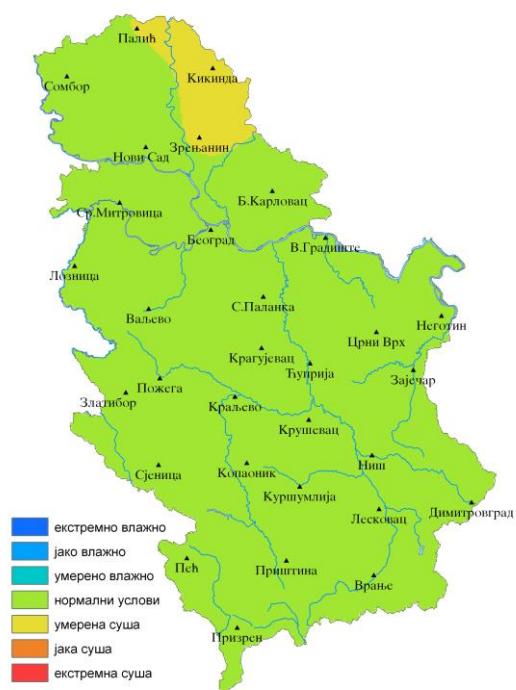 Палић
Кикинда
Сомбор
Зрењанин
Нови Сад
Б.Карловац
Ср.Митровица
Београд
В.Градиште
Лозница
С.Паланка
Ваљево
Неготин
Црни Врх
Крагујевац
Ћуприја
Зајечар
Пожега
Златибор
Краљево
Крушевац
Ниш
Сјеница
Копаоник
Куршумлија
Димитровград
Лесковац
екстремно влажно
јако влажно
Пећ
Приштина
умерено влажно
Врање
нормални услови
умерена суша
Призрен
јака суша
екстремна суша